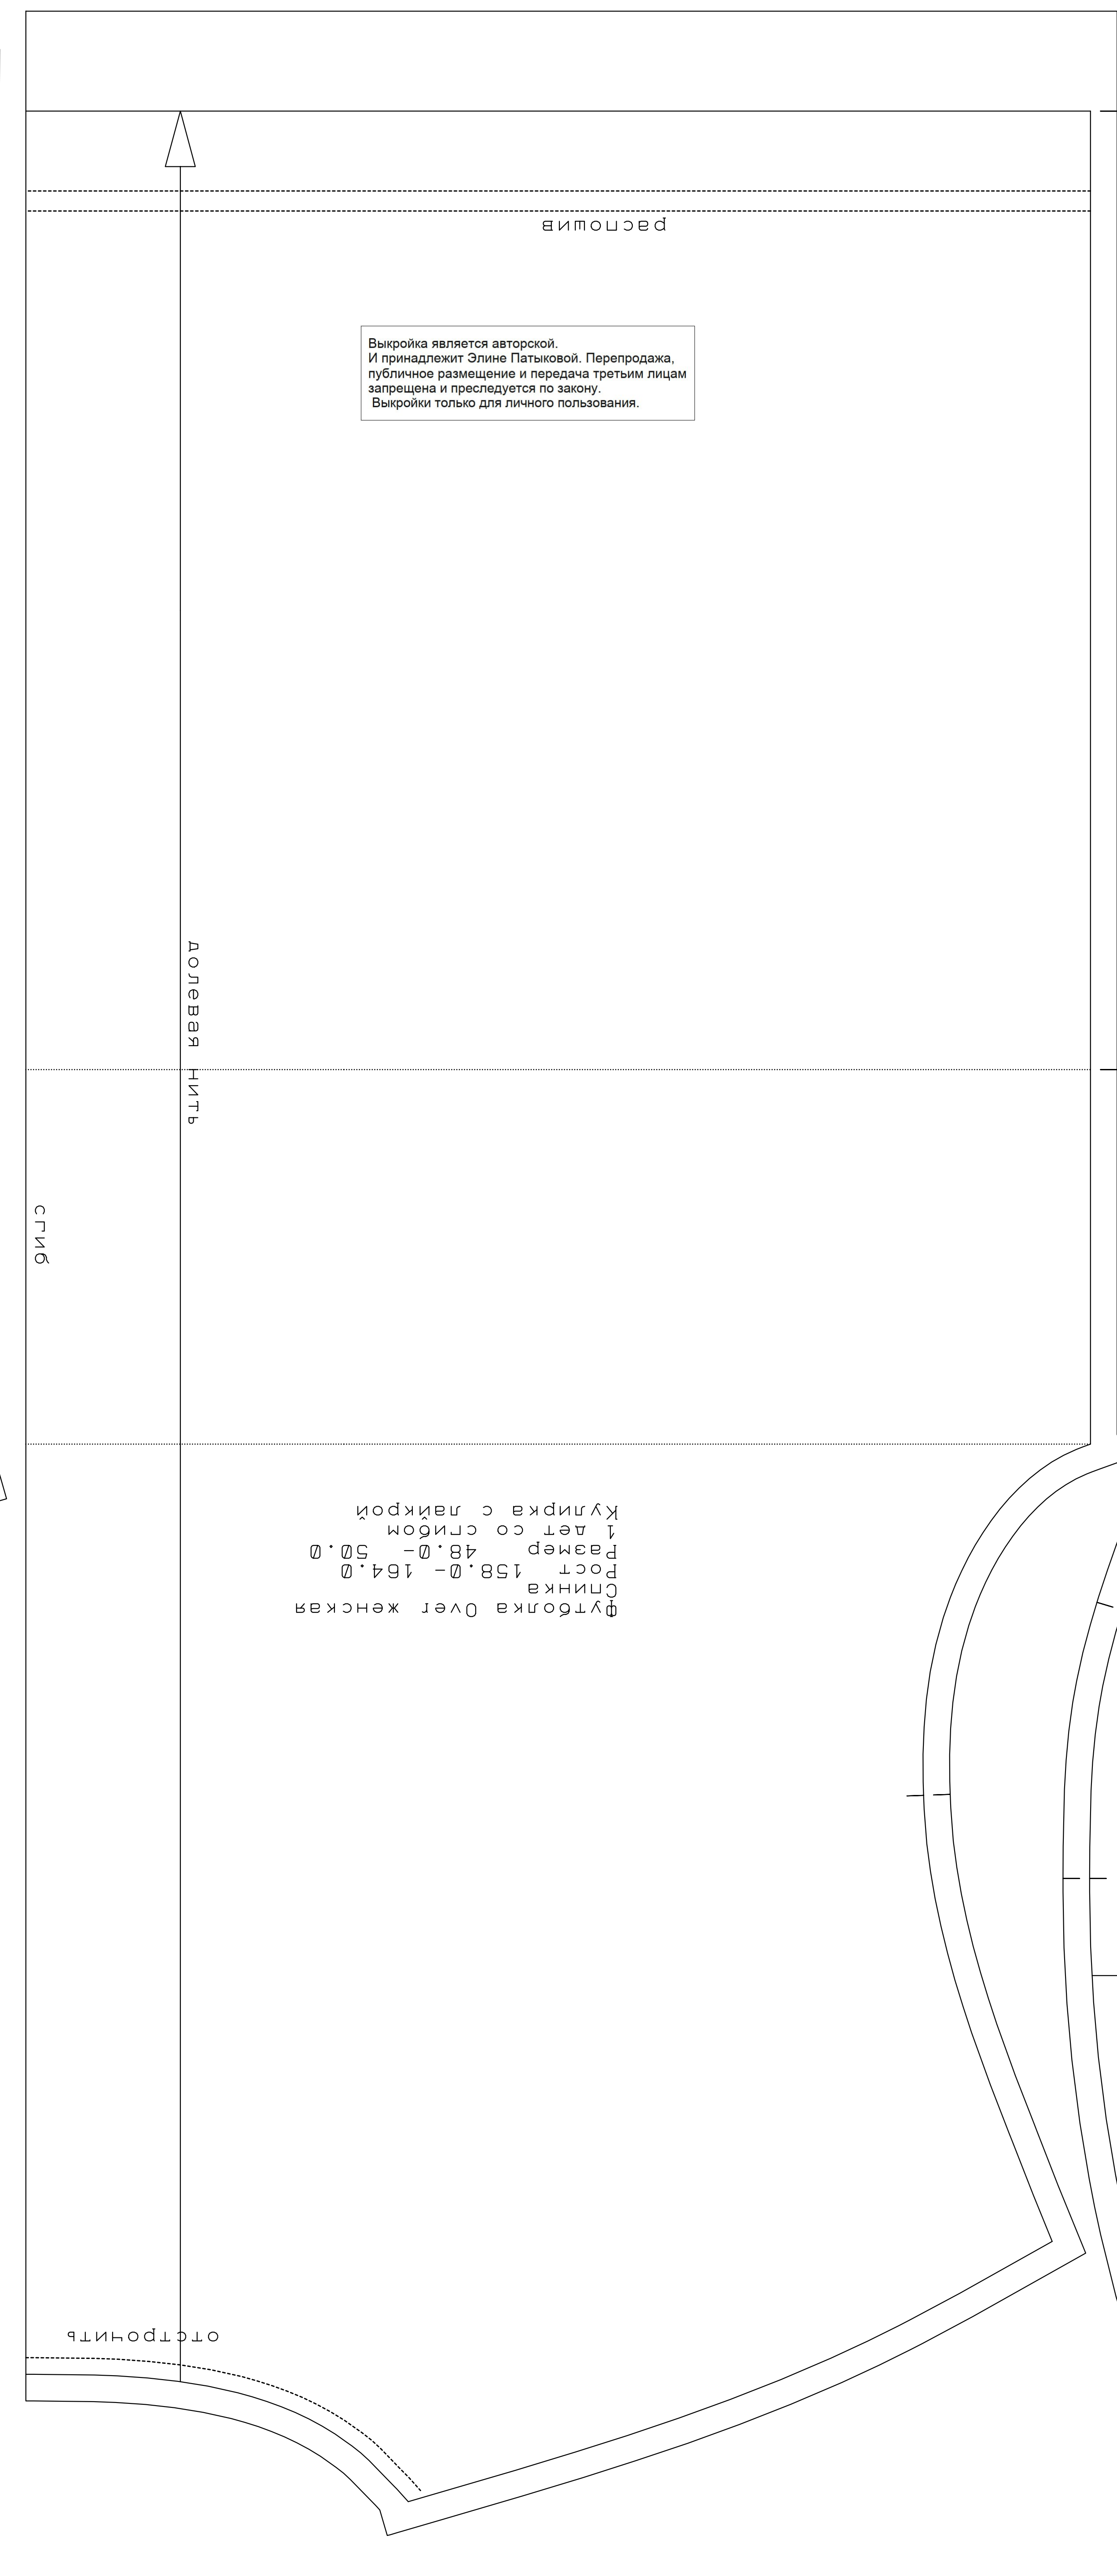 распошив
Выкройка является авторской.
И принадлежит Элине Патыковой. Перепродажа,
публичное размещение и передача третьим лицам
запрещена и преследуется по закону.
Выкройки только для личного пользования.
долевая нить
сгиб
Футболка Over женская
Спинка
Рост 158.0- 164.0
Размер 48.0- 50.0
1 дет со сгибом
Кулирка с лайкрой
отстрочить